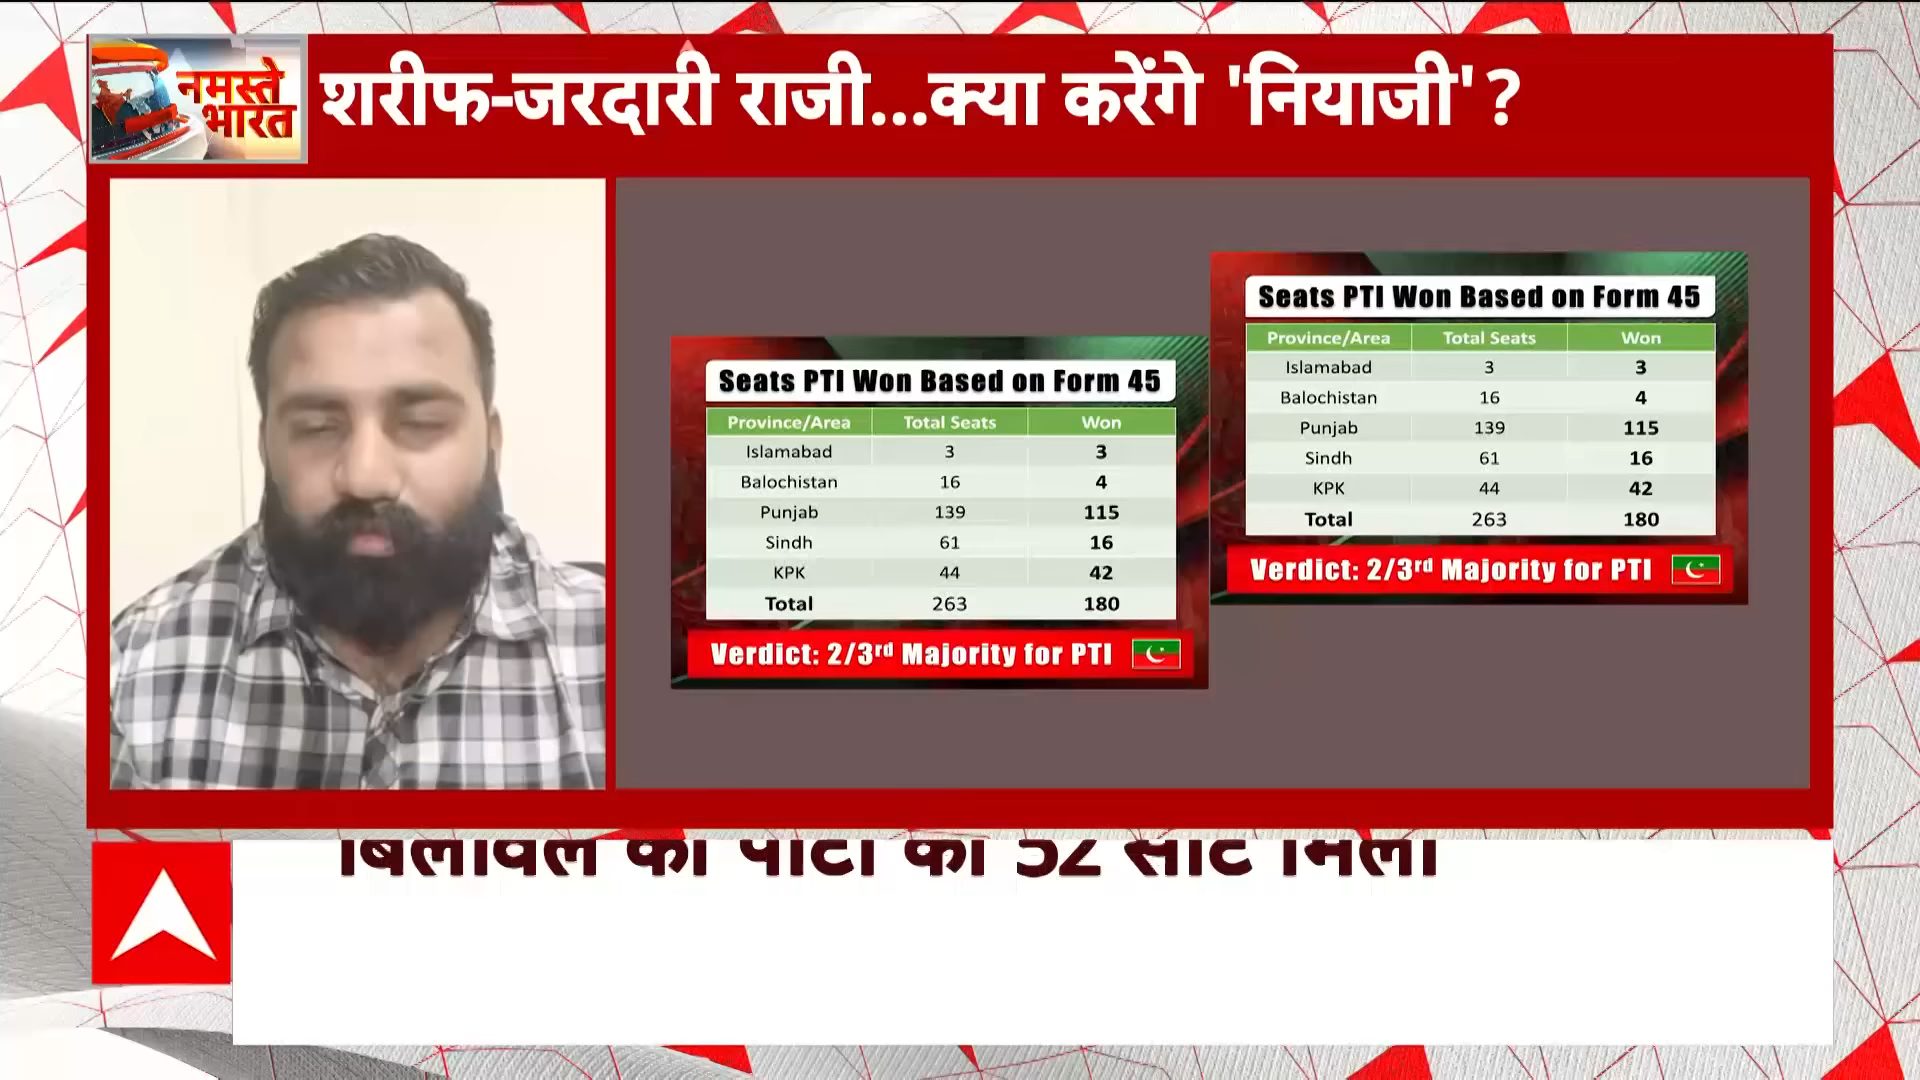 नमस्ते
भारत
शरीफ-जरदारी राजी...क्या करेंगे 'नियाजी'?
Seats PTI Won Based on Form 45
Province/Area Total Seats Won
Islamabad 3 3
Balochistan 16 4
Punjab 139 115
Sindh 61 16
KPK 44 42
Total 263 180
Verdict: 2/3rd Majority for PTI
Seats PTI Won Based on Form 45
Province/Area Total Seats Won
Islamabad 3 3
Balochistan 16 4
Punjab 139 115
Sindh 61 16
KPK 44 42
Total 263 180
Verdict: 2/3rd Majority for PTI
बिलावल की पार्टी को 52 सीटें मिली